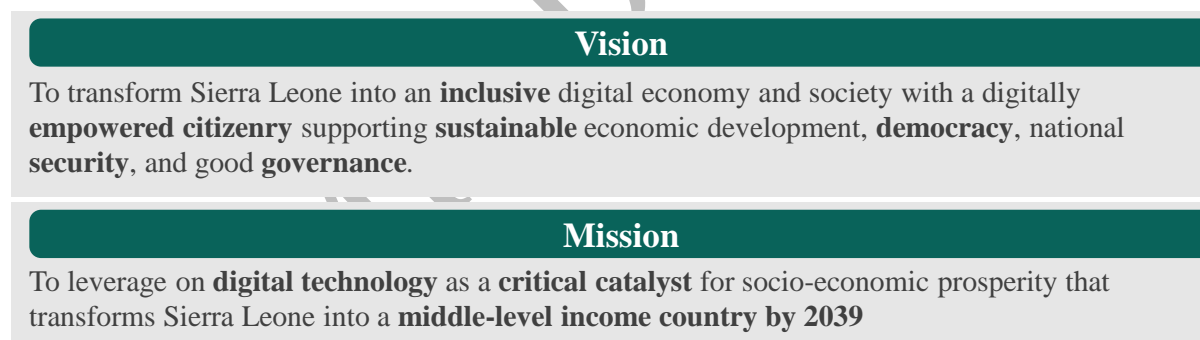 Vision
To transform Sierra Leone into an inclusive digital economy and society with a digitally
empowered citizenry supporting sustainable economic development, democracy, national
security, and good governance.
Mission
To leverage on digital technology as a critical catalyst for socio-economic prosperity that
transforms Sierra Leone into a middle-level income country by 2039